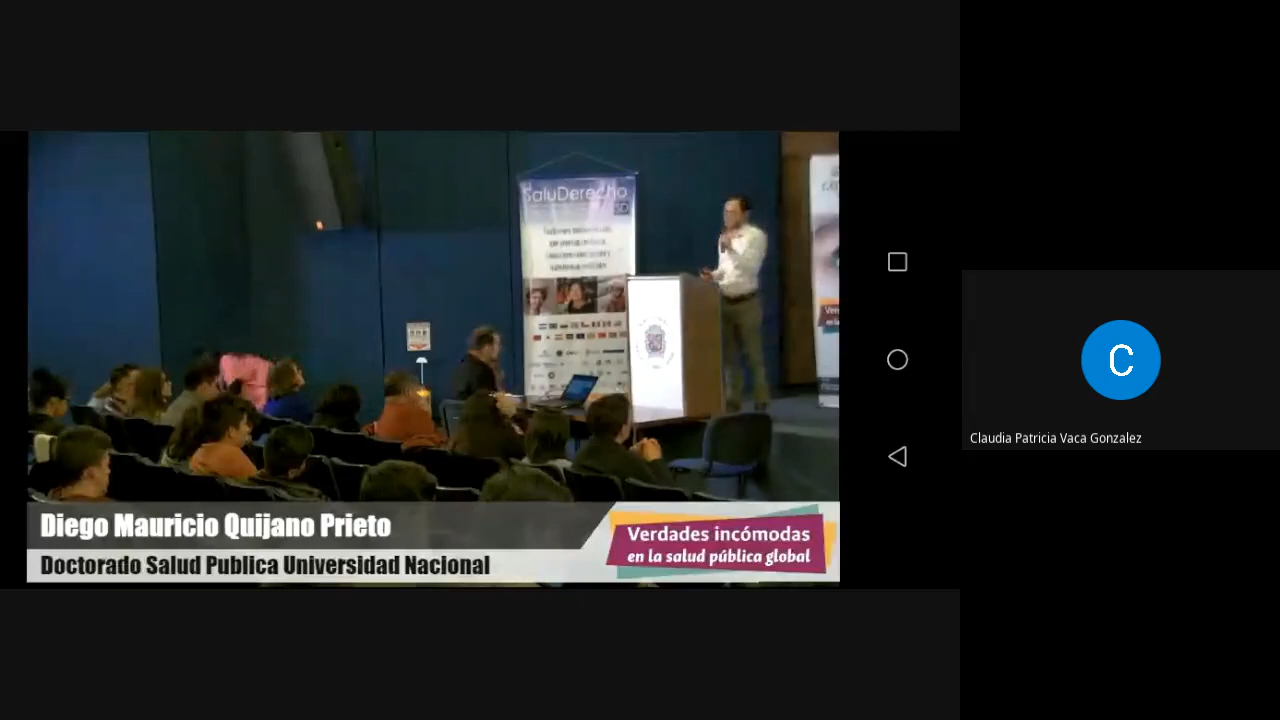 SaluDerecho
Diego Mauricio Quijano Prieto
Doctorado Salud Publica Universidad Nacional
Verdades incómodas
en la salud pública global
C
Claudia Patricia Vaca Gonzalez